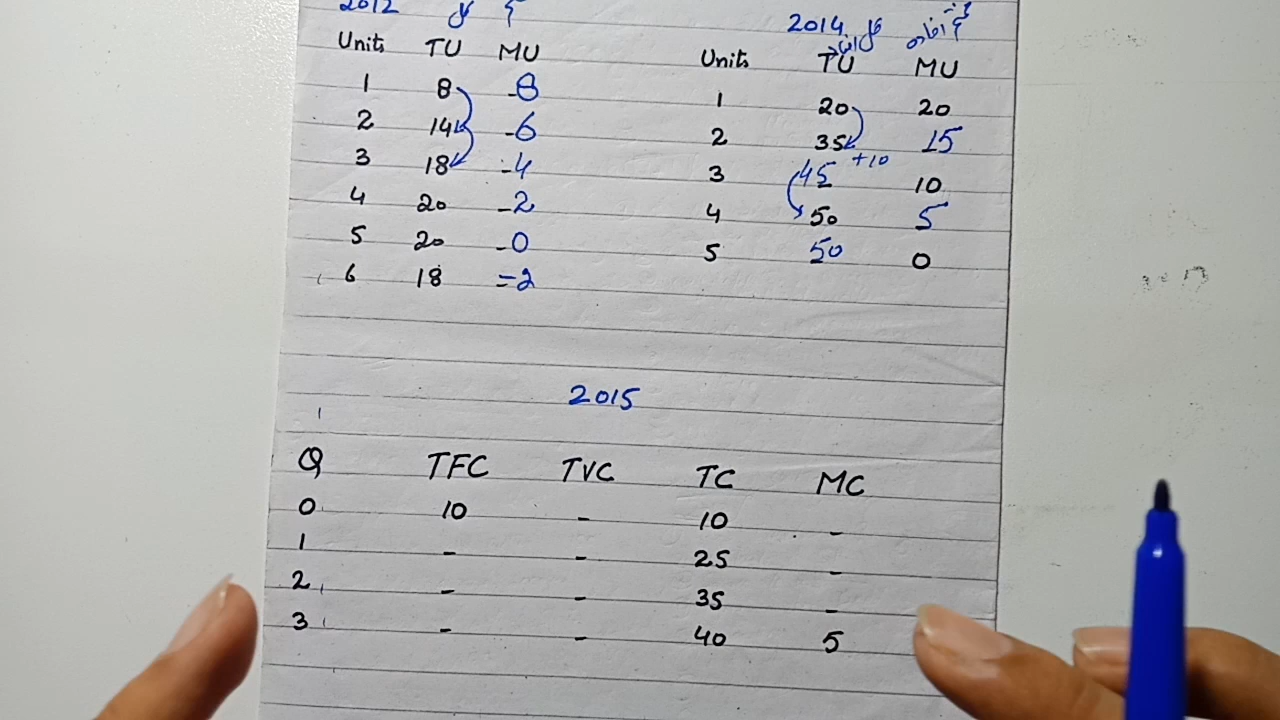 2012
Units TU MU
1 8 -8
2 14 -6
3 18 -4
4 20 -2
5 20 -0
6 18 =2
2014
Units TU MU
1 20 20
2 35 15
3 45 +10 10
4 50 5
5 50 0
2015
Q TFC TVC TC MC
0 10 - 10 -
1 - - 25 -
2 - - 35 -
3 - - 40 5